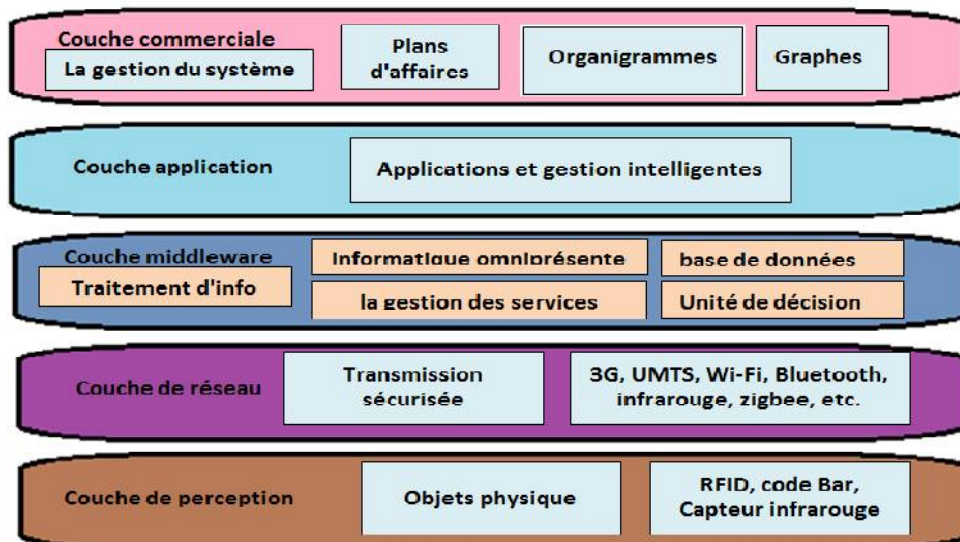 Couche commerciale
La gestion du système
Plans
d'affaires
Organigrammes
Graphes
Couche application
Applications et gestion intelligentes
Couche middleware
Traitement d'info
Informatique omniprésente
base de données
la gestion des services
Unité de décision
Couche de réseau
Transmission
sécurisée
3G, UMTS, Wi-Fi, Bluetooth,
infrarouge, zigbee, etc.
Couche de perception
Objets physique
RFID, code Bar,
Capteur infrarouge